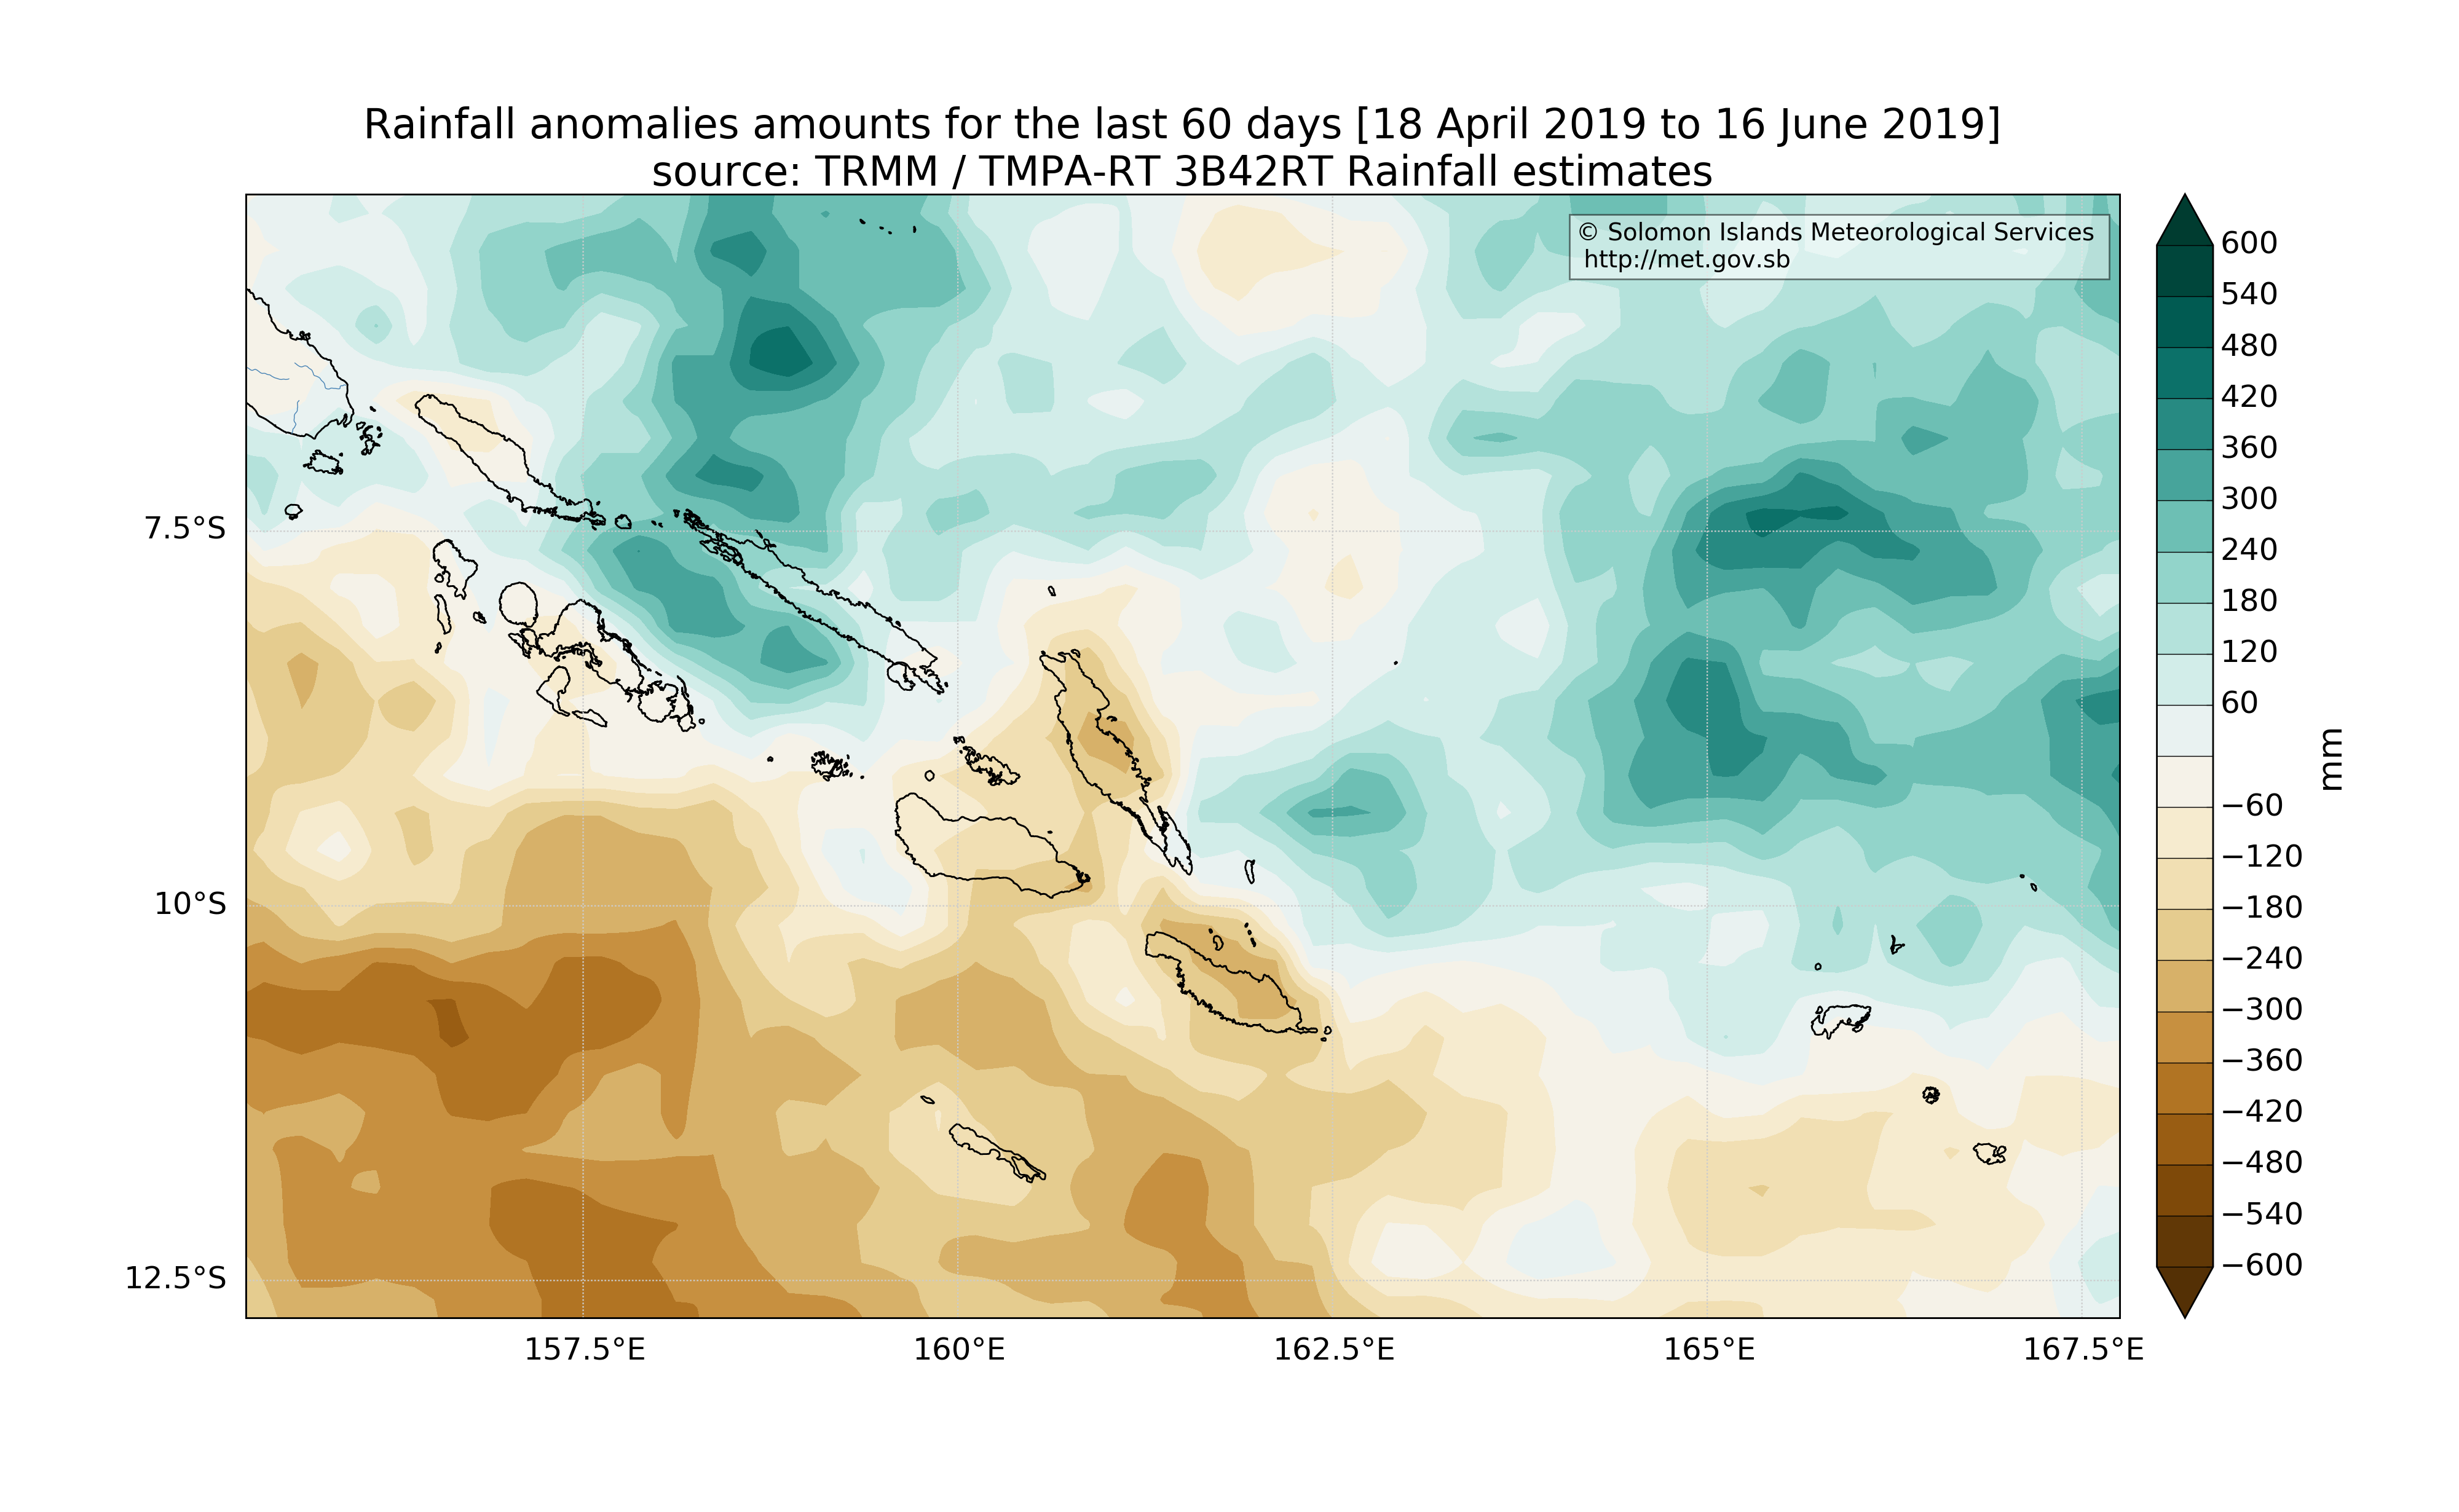 Rainfall anomalies amounts for the last 60 days [18 April 2019 to 16 June 2019]
source: TRMM / TMPA-RT 3B42RT Rainfall estimates
© Solomon Islands Meteorological Services
http://met.gov.sb
7.5°S
10°S
12.5°S
157.5°E
160°E
162.5°E
165°E
167.5°E
600
540
480
420
360
300
240
180
120
60
−60
−120
−180
−240
−300
−360
−420
−480
−540
−600
mm